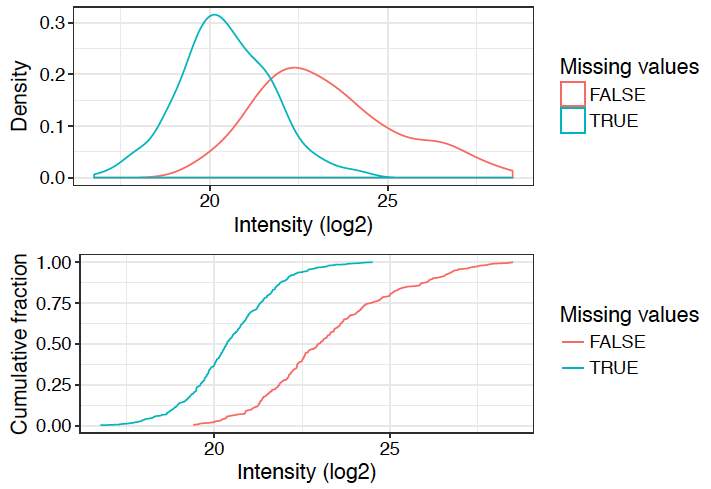 Density
0.3
0.2
0.1
0.0
20
25
Intensity (log2)
Missing values
FALSE
TRUE
Cumulative fraction
1.00
0.75
0.50
0.25
0.00
20
25
Intensity (log2)
Missing values
FALSE
TRUE